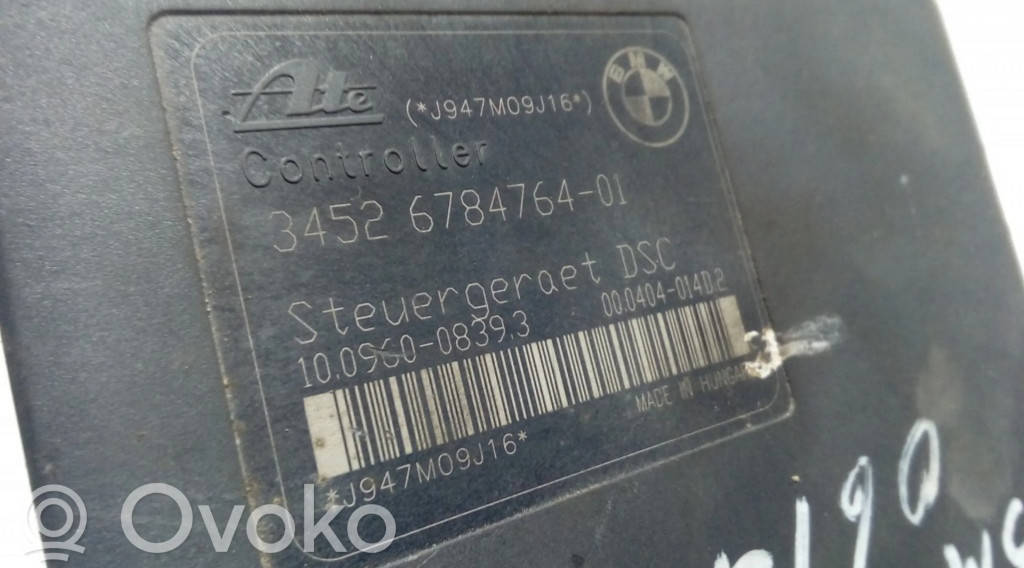 Ate (*J947M09J16*) BMW
Controller
3452 6784764-01
Steuergeraet DSC
10.0960-0839.3 00.0404-014D.2
MADE IN HUNGARY
*J947M09J16*
Ovoko